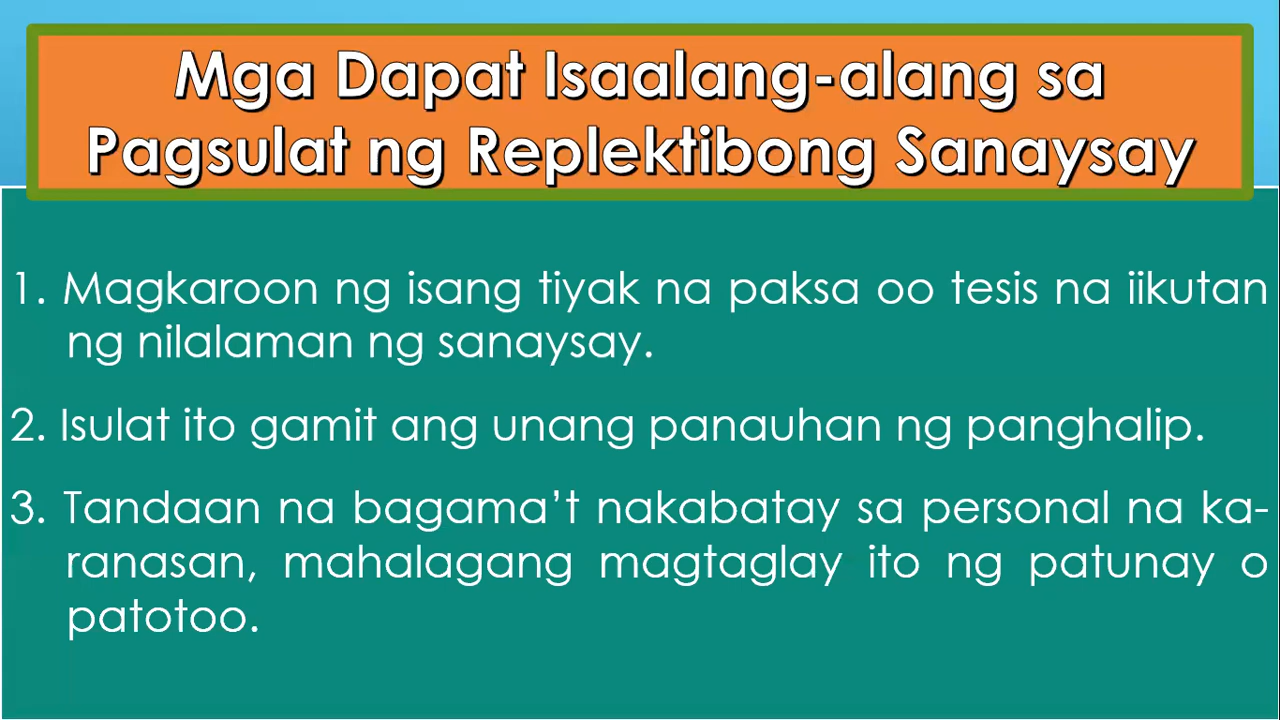 Mga Dapat Isaalang-alang sa
Pagsulat ng Replektibong Sanaysay
1. Magkaroon ng isang tiyak na paksa oo tesis na iikutan
ng nilalaman ng sanaysay.
2. Isulat ito gamit ang unang panauhan ng panghalip.
3. Tandaan na bagama’t nakabatay sa personal na ka-
ranasan, mahalagang magtaglay ito ng patunay o
patotoo.